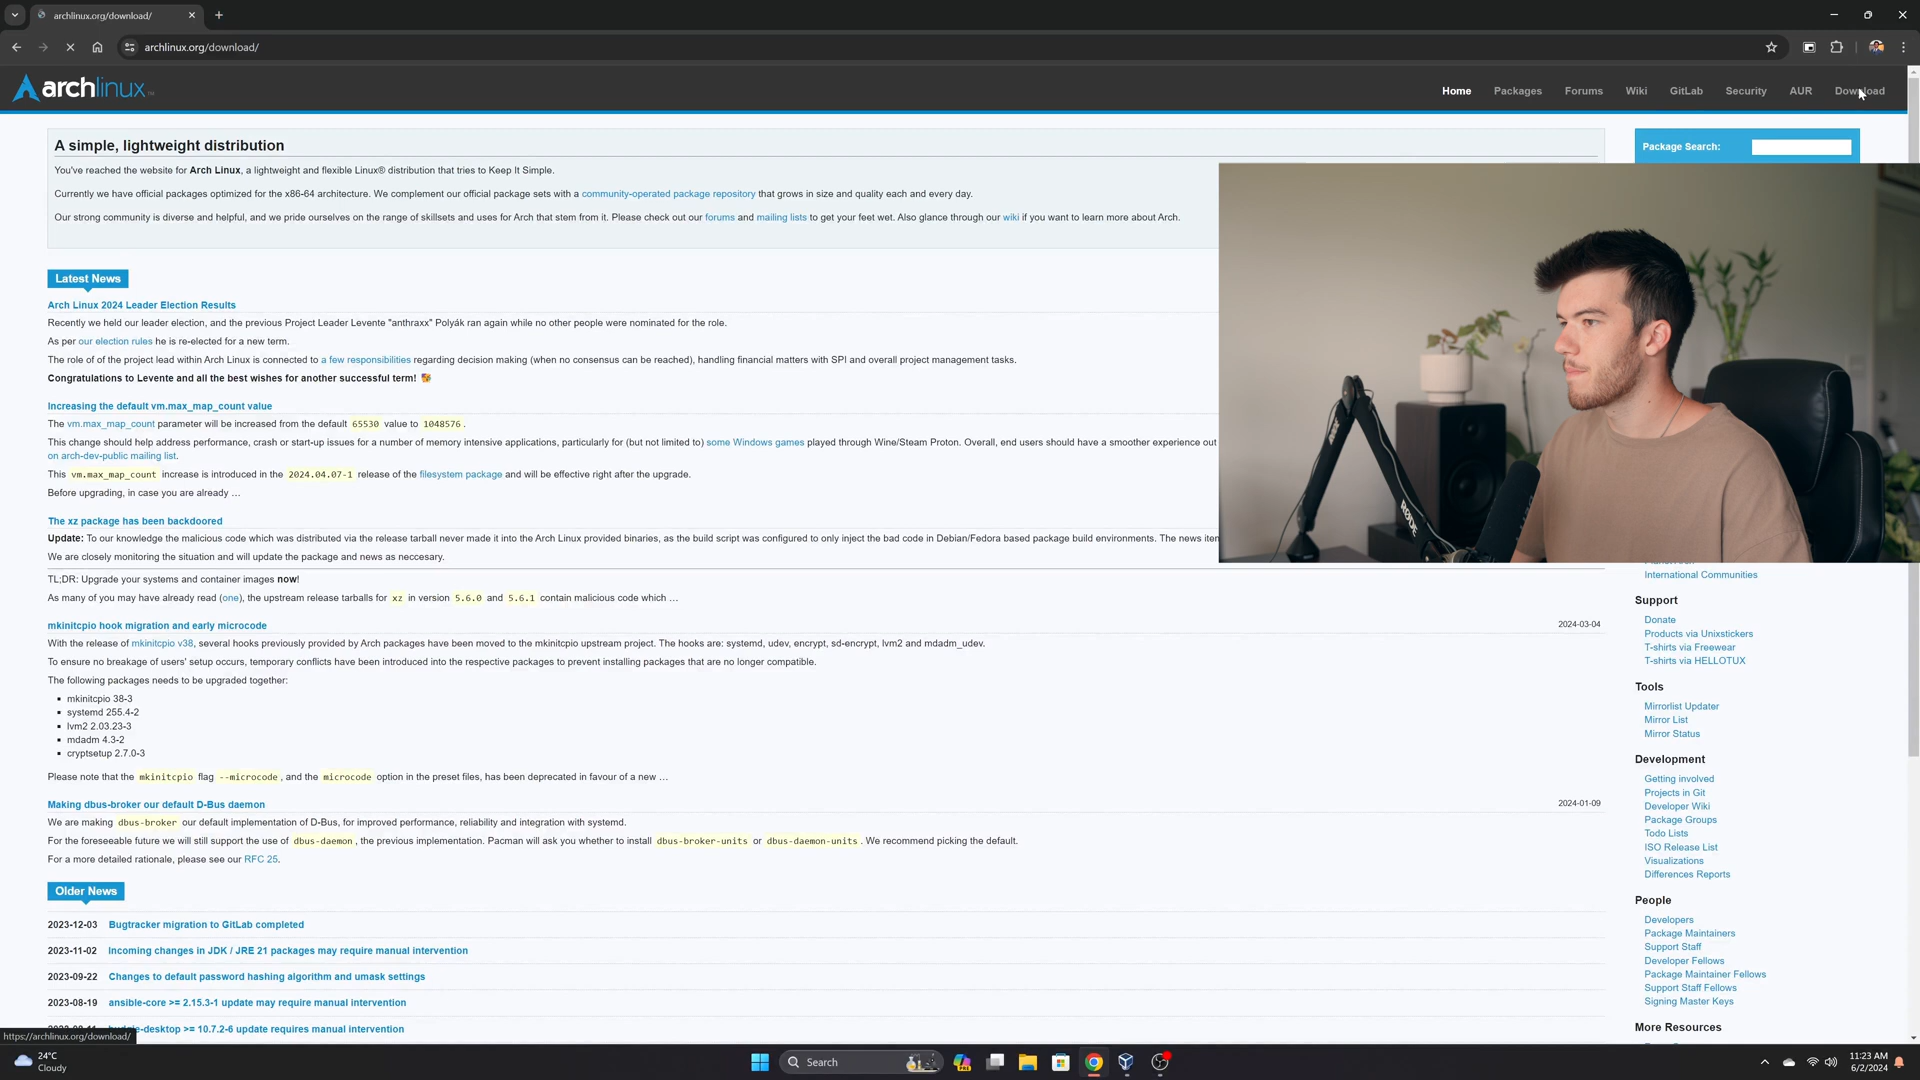 archlinux.org/download/
archlinux.org/download/
archlinux™
Home Packages Forums Wiki GitLab Security AUR Download
A simple, lightweight distribution
Package Search:
You've reached the website for Arch Linux, a lightweight and flexible Linux® distribution that tries to Keep It Simple.
Currently we have official packages optimized for the x86-64 architecture. We complement our official package sets with a community-operated package repository that grows in size and quality each and every day.
Our strong community is diverse and helpful, and we pride ourselves on the range of skillsets and uses for Arch that stem from it. Please check out our forums and mailing lists to get your feet wet. Also glance through our wiki if you want to learn more about Arch.
Latest News
Arch Linux 2024 Leader Election Results
Recently we held our leader election, and the previous Project Leader Levente "anthraxx" Polyák ran again while no other people were nominated for the role.
As per our election rules he is re-elected for a new term.
The role of of the project lead within Arch Linux is connected to a few responsibilities regarding decision making (when no consensus can be reached), handling financial matters with SPI and overall project management tasks.
Congratulations to Levente and all the best wishes for another successful term! 
Increasing the default vm.max_map_count value
The vm.max_map_count parameter will be increased from the default 65530 value to 1048576.
This change should help address performance, crash or start-up issues for a number of memory intensive applications, particularly for (but not limited to) some Windows games played through Wine/Steam Proton. Overall, end users should have a smoother experience out
on arch-dev-public mailing list.
This vm.max_map_count increase is introduced in the 2024.04.07-1 release of the filesystem package and will be effective right after the upgrade.
Before upgrading, in case you are already …
The xz package has been backdoored
Update: To our knowledge the malicious code which was distributed via the release tarball never made it into the Arch Linux provided binaries, as the build script was configured to only inject the bad code in Debian/Fedora based package build environments. The news iten
We are closely monitoring the situation and will update the package and news as neccesary.
TL;DR: Upgrade your systems and container images now!
As many of you may have already read (one), the upstream release tarballs for xz in version 5.6.0 and 5.6.1 contain malicious code which …
mkinitcpio hook migration and early microcode 2024-03-04
With the release of mkinitcpio v38, several hooks previously provided by Arch packages have been moved to the mkinitcpio upstream project. The hooks are: systemd, udev, encrypt, sd-encrypt, lvm2 and mdadm_udev.
To ensure no breakage of users' setup occurs, temporary conflicts have been introduced into the respective packages to prevent installing packages that are no longer compatible.
The following packages needs to be upgraded together:
▪ mkinitcpio 38-3
▪ systemd 255.4-2
▪ lvm2 2.03.23-3
▪ mdadm 4.3-2
▪ cryptsetup 2.7.0-3
Please note that the mkinitcpio flag --microcode, and the microcode option in the preset files, has been deprecated in favour of a new …
Making dbus-broker our default D-Bus daemon 2024-01-09
We are making dbus-broker our default implementation of D-Bus, for improved performance, reliability and integration with systemd.
For the foreseeable future we will still support the use of dbus-daemon, the previous implementation. Pacman will ask you whether to install dbus-broker-units or dbus-daemon-units. We recommend picking the default.
For a more detailed rationale, please see our RFC 25.
Older News
2023-12-03 Bugtracker migration to GitLab completed
2023-11-02 Incoming changes in JDK / JRE 21 packages may require manual intervention
2023-09-22 Changes to default password hashing algorithm and umask settings
2023-08-19 ansible-core >= 2.15.3-1 update may require manual intervention
-desktop >= 10.7.2-6 update requires manual intervention
RØDE
RØDE
International Communities
Support
Donate
Products via Unixstickers
T-shirts via Freewear
T-shirts via HELLOTUX
Tools
Mirrorlist Updater
Mirror List
Mirror Status
Development
Getting involved
Projects in Git
Developer Wiki
Package Groups
Todo Lists
ISO Release List
Visualizations
Differences Reports
People
Developers
Package Maintainers
Support Staff
Developer Fellows
Package Maintainer Fellows
Support Staff Fellows
Signing Master Keys
More Resources
https://archlinux.org/download/
24°C
Cloudy
Search
PRE
11:23 AM
6/2/2024